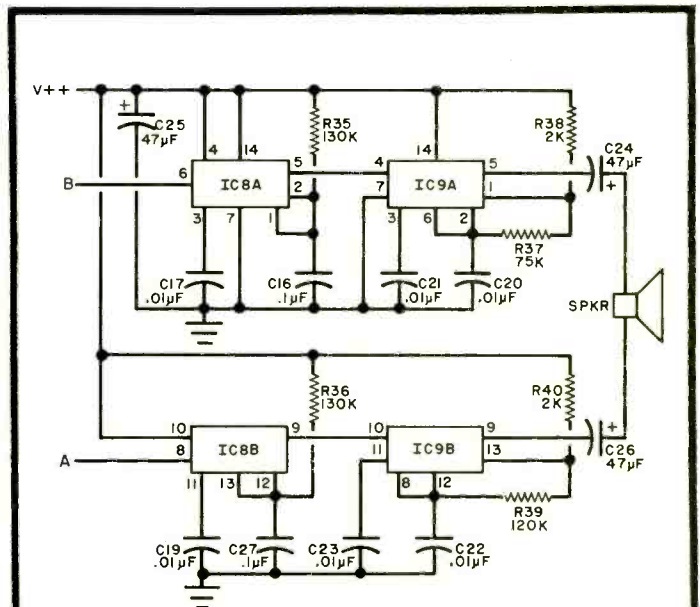 V++
+
C25
47µF
4
14
R35
130K
14
R38
2K
C24
47µF
+
B
6
IC8A
5
2
3
7
1
4
7
IC9A
5
1
3
6
2
R37
75K
C17
.01µF
C16
.1µF
C21
.01µF
C20
.01µF
SPKR
R36
130K
R40
2K
+
C26
47µF
A
10
8
IC8B
9
11
13
12
10
11
IC9B
9
13
8
12
R39
120K
C19
.01µF
C27
.1µF
C23
.01µF
C22
.01µF